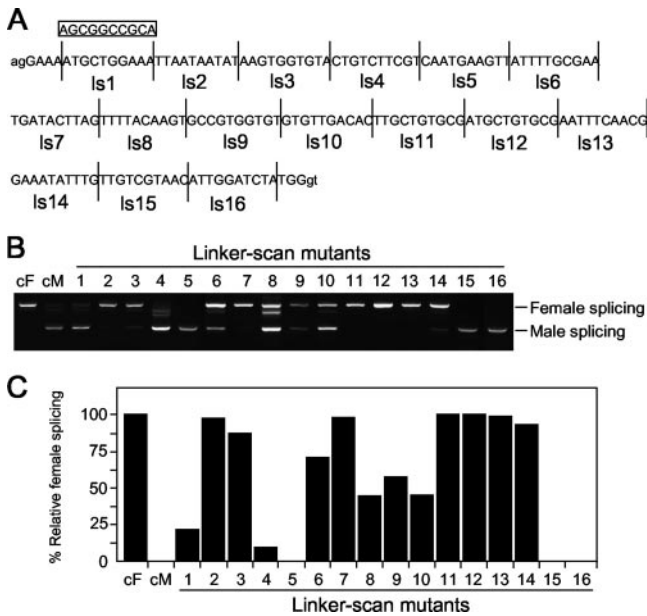 A
AGCGGCCGCA
agGAAAATGCTGGAAATTAATAATATAAGTGGTGTACTGTCTTCGTCAATGAAGTTATTTTGCGAA
ls1 ls2 ls3 ls4 ls5 ls6
TGATACTTAGTTTTACAAGTGCCGTGGTGTGTGTTGACACTTGCTGTGCGATGCTGTGCGAATTTCAACG
ls7 ls8 ls9 ls10 ls11 ls12 ls13
GAAATATTTGTTGTCGTAACATTGGATCTATGGgt
ls14 ls15 ls16
B
Linker-scan mutants
cF cM 1 2 3 4 5 6 7 8 9 10 11 12 13 14 15 16
Female splicing
Male splicing
C
% Relative female splicing
100
75
50
25
0
cF cM 1 2 3 4 5 6 7 8 9 10 11 12 13 14 15 16
Linker-scan mutants